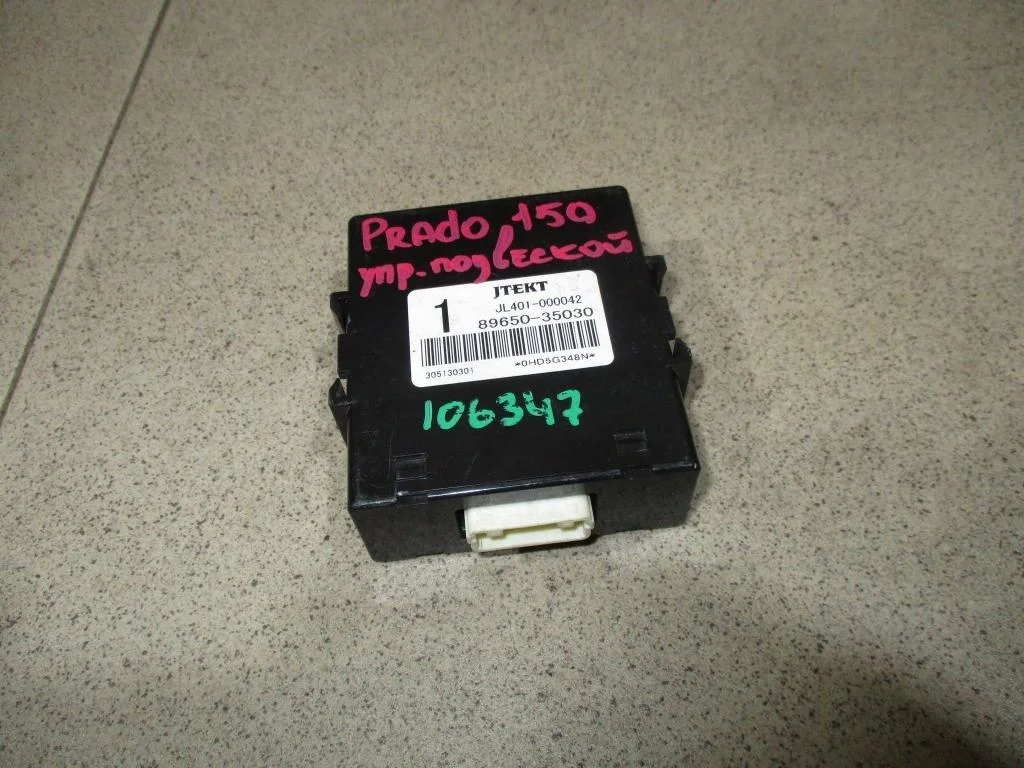 PRAdo 150
упр.подвеской
JTEKT
1
JL401-000042
89650-35030
305130301
*0HD5G348N*
106347